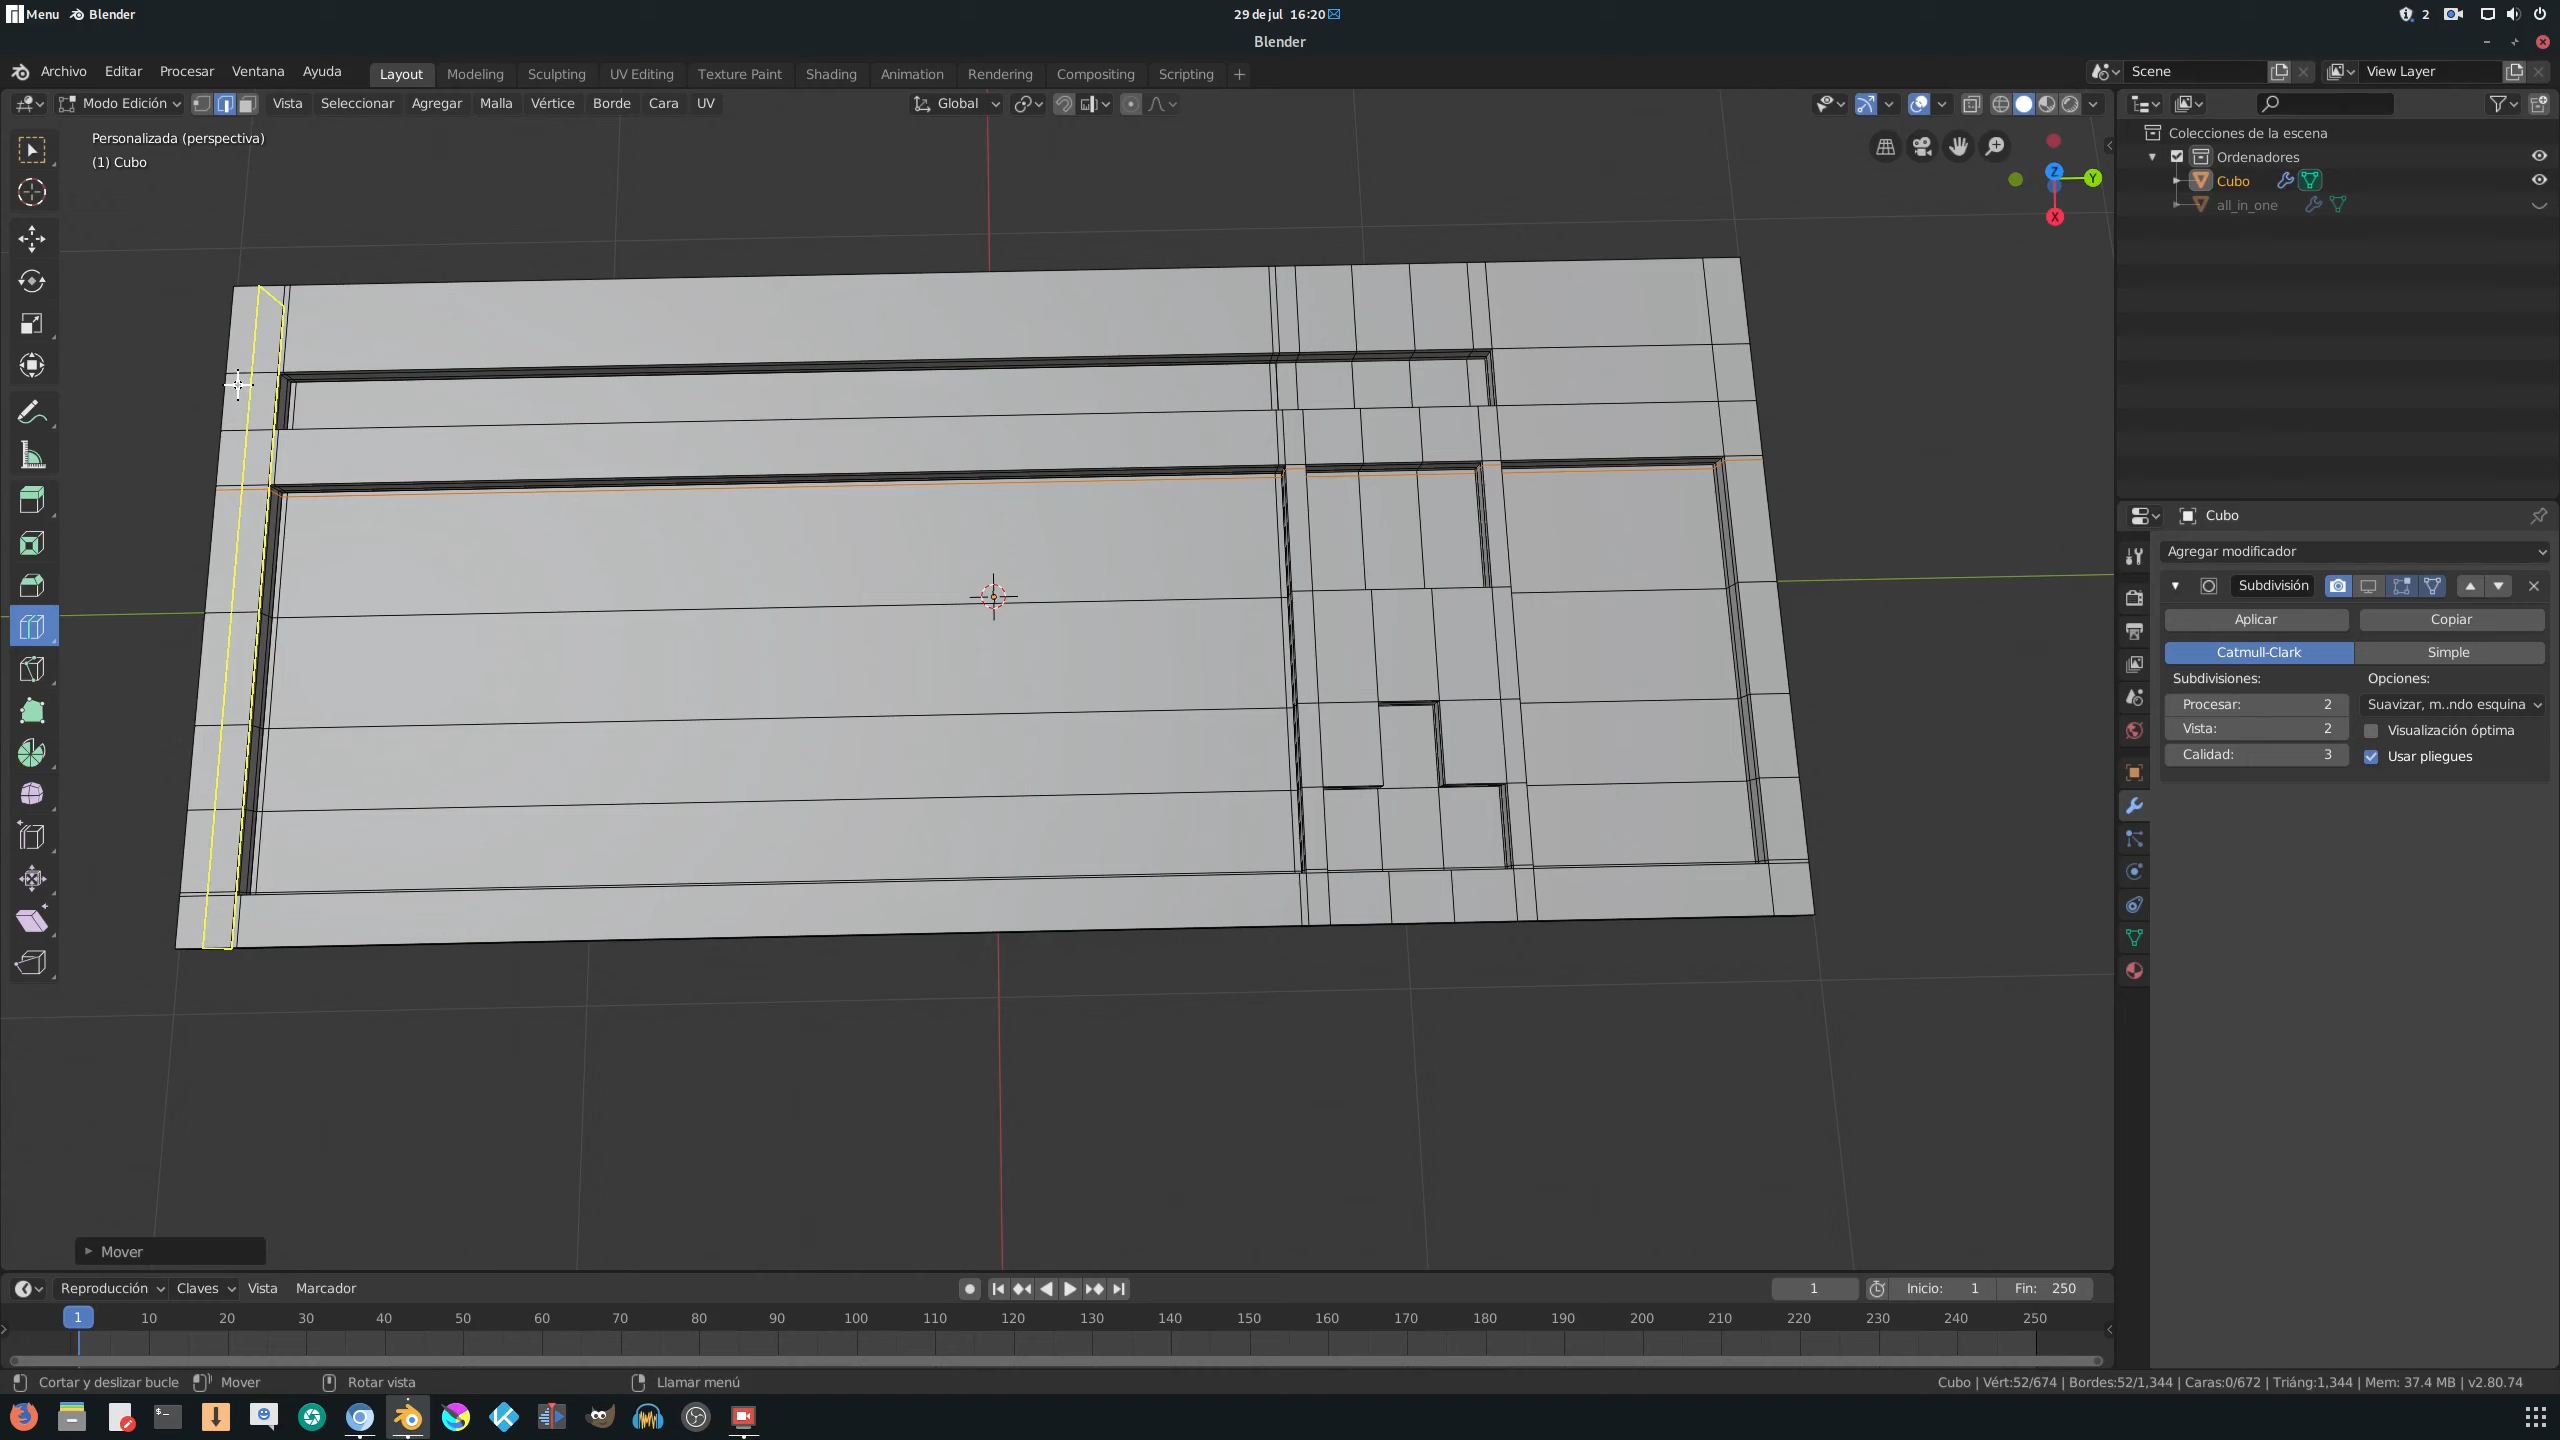 Menu Blender 29 de jul 16:20 2
Blender
Archivo Editar Procesar Ventana Ayuda Layout Modeling Sculpting UV Editing Texture Paint Shading Animation Rendering Compositing Scripting + Scene View Layer
Modo Edición Vista Seleccionar Agregar Malla Vértice Borde Cara UV Global
Personalizada (perspectiva)
(1) Cubo
Z Y
X
Colecciones de la escena
Ordenadores
Cubo
all_in_one
Cubo
Agregar modificador
Subdivisión
Aplicar Copiar
Catmull-Clark Simple
Subdivisiones: Opciones:
Procesar: 2 Suavizar, m..ndo esquina
Vista: 2 Visualización óptima
Calidad: 3 Usar pliegues
Mover
Reproducción Claves Vista Marcador 1 Inicio: 1 Fin: 250
1 10 20 30 40 50 60 70 80 90 100 110 120 130 140 150 160 170 180 190 200 210 220 230 240 250
Cortar y deslizar bucle Mover Rotar vista Llamar menú Cubo | Vért:52/674 | Bordes:52/1,344 | Caras:0/672 | Triáng:1,344 | Mem: 37.4 MB | v2.80.74